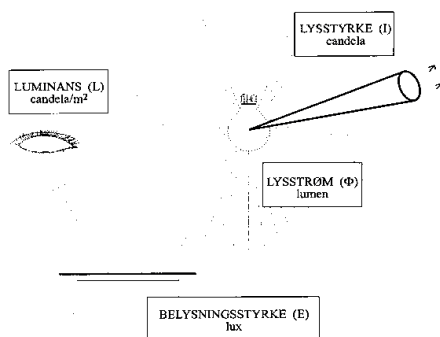 LYSSTYRKE (I)
candela
LUMINANS (L)
candela/m²
LYSSTRØM (Φ)
lumen
BELYSNINGSSTYRKE (E)
lux